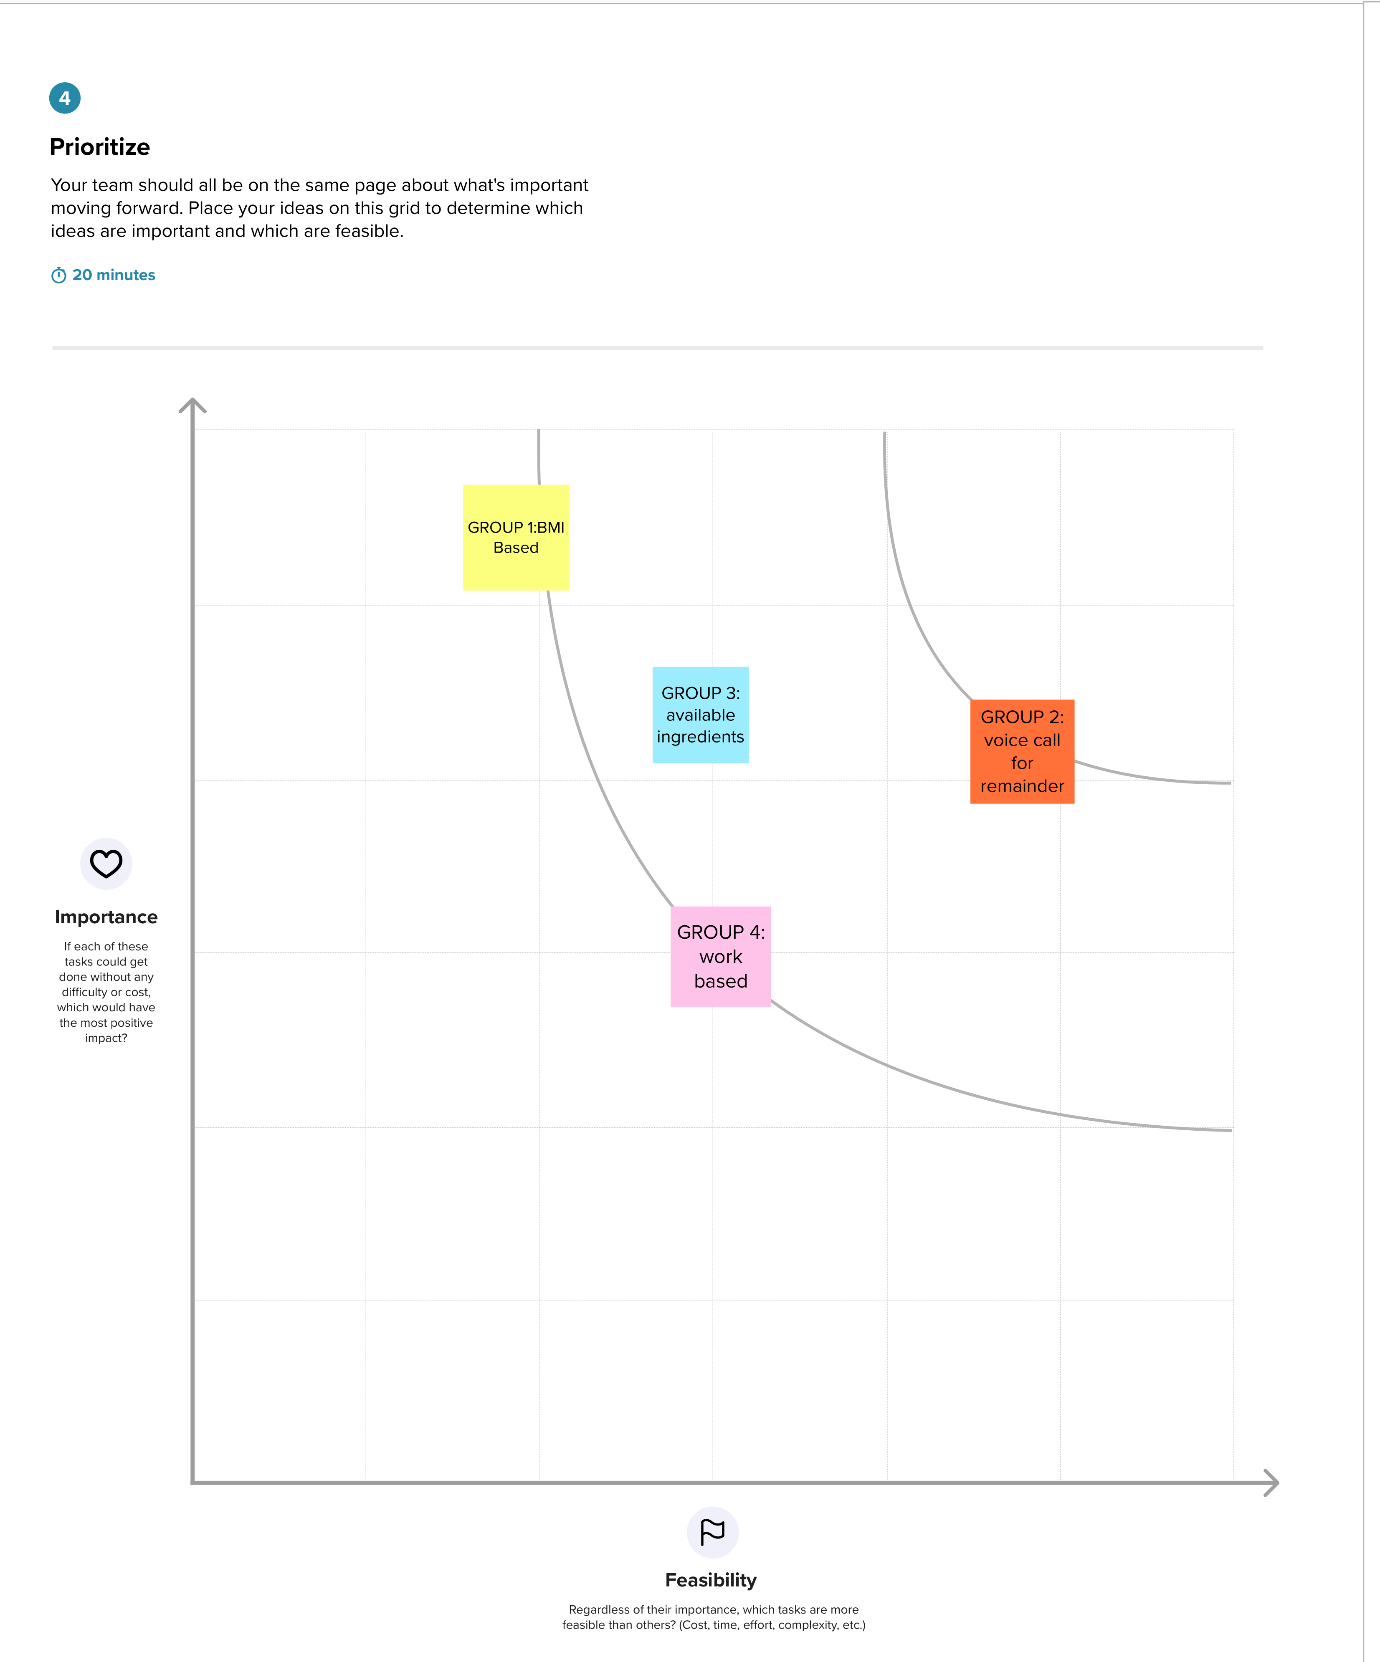 4
Prioritize
Your team should all be on the same page about what's important
moving forward. Place your ideas on this grid to determine which
ideas are important and which are feasible.
20 minutes
GROUP 1:BMI
Based
GROUP 3:
available
ingredients
GROUP 2:
voice call
for
remainder
GROUP 4:
work
based
Importance
If each of these
tasks could get
done without any
difficulty or cost,
which would have
the most positive
impact?
Feasibility
Regardless of their importance, which tasks are more
feasible than others? (Cost, time, effort, complexity, etc.)